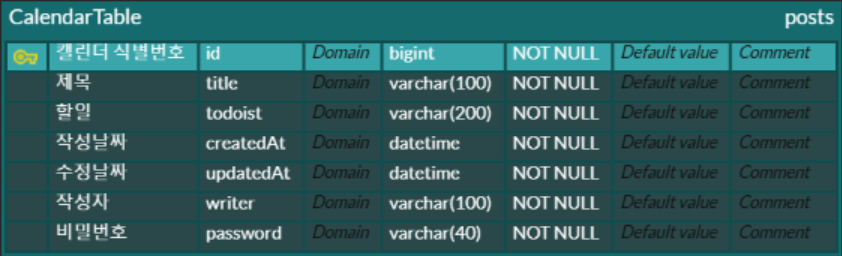 CalendarTable posts
캘린더 식별번호 id Domain bigint NOT NULL Default value Comment
제목 title Domain varchar(100) NOT NULL Default value Comment
할일 todoist Domain varchar(200) NOT NULL Default value Comment
작성날짜 createdAt Domain datetime NOT NULL Default value Comment
수정날짜 updatedAt Domain datetime NOT NULL Default value Comment
작성자 writer Domain varchar(100) NOT NULL Default value Comment
비밀번호 password Domain varchar(40) NOT NULL Default value Comment